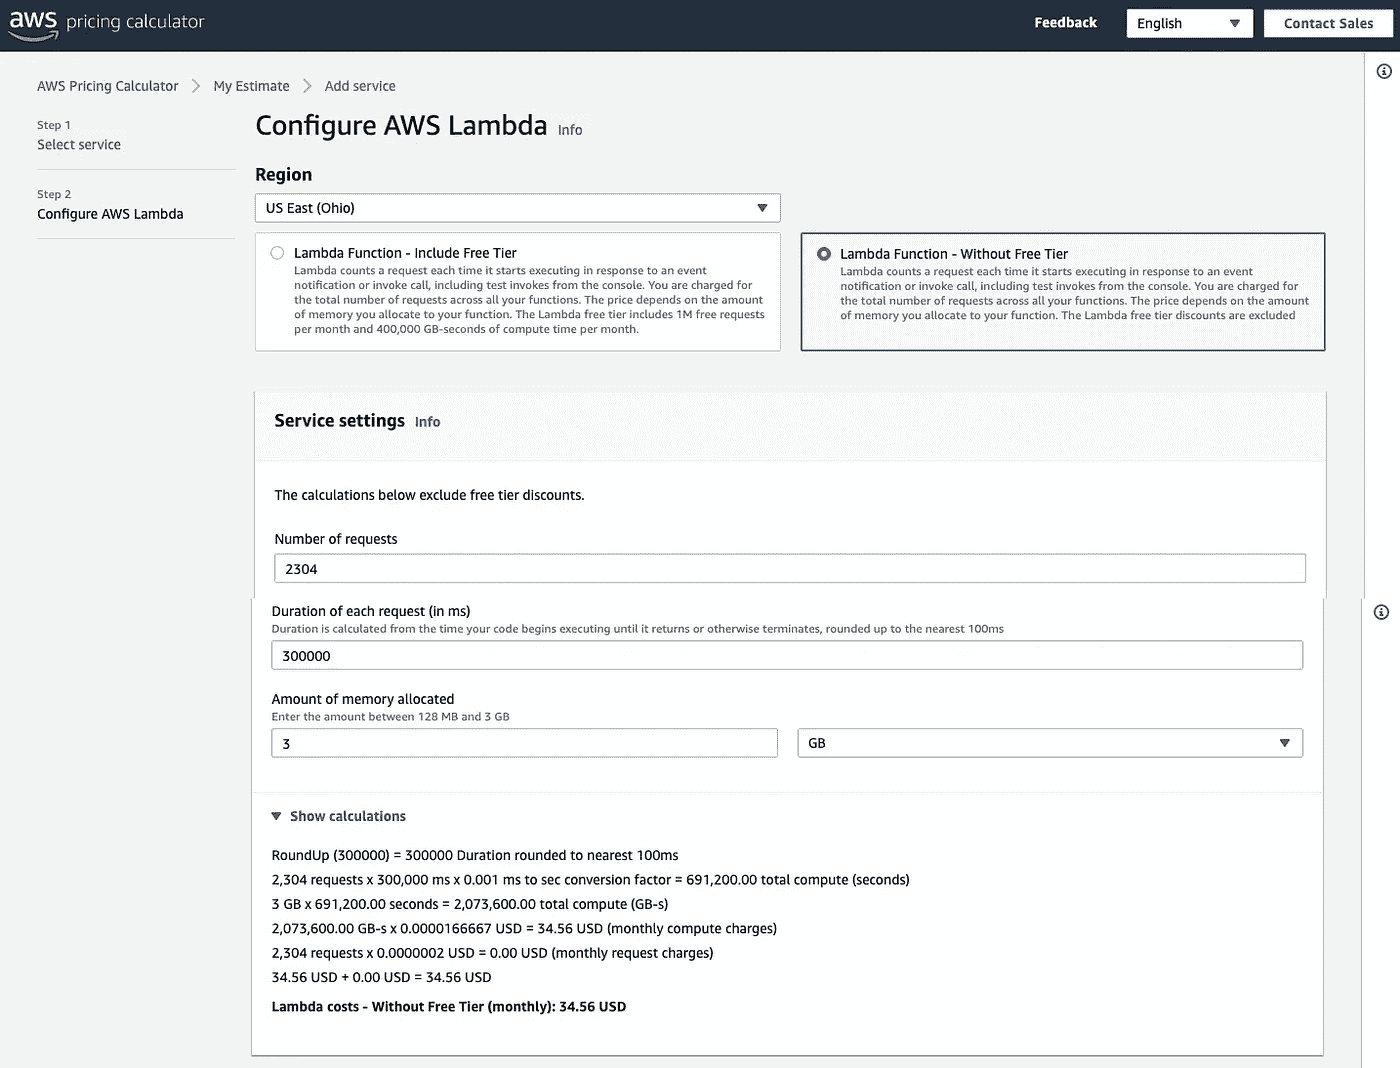 aws pricing calculator
Feedback
English
Contact Sales
AWS Pricing Calculator
My Estimate
Add service
Step 1
Select service
Step 2
Configure AWS Lambda
Configure AWS Lambda Info
Region
US East (Ohio)
Lambda Function - Include Free Tier
Lambda counts a request each time it starts executing in response to an event
notification or invoke call, including test invokes from the console. You are charged for
the total number of requests across all your functions. The price depends on the amount
of memory you allocate to your function. The Lambda free tier includes 1M free requests
per month and 400,000 GB-seconds of compute time per month.
Lambda Function - Without Free Tier
Lambda counts a request each time it starts executing in response to an event
notification or invoke call, including test invokes from the console. You are charged for
the total number of requests across all your functions. The price depends on the amount
of memory you allocate to your function. The Lambda free tier discounts are excluded
Service settings Info
The calculations below exclude free tier discounts.
Number of requests
2304
Duration of each request (in ms)
Duration is calculated from the time your code begins executing until it returns or otherwise terminates, rounded up to the nearest 100ms
300000
Amount of memory allocated
Enter the amount between 128 MB and 3 GB
3
GB
Show calculations
RoundUp (300000) = 300000 Duration rounded to nearest 100ms
2,304 requests x 300,000 ms x 0.001 ms to sec conversion factor = 691,200.00 total compute (seconds)
3 GB x 691,200.00 seconds = 2,073,600.00 total compute (GB-s)
2,073,600.00 GB-s x 0.0000166667 USD = 34.56 USD (monthly compute charges)
2,304 requests x 0.0000002 USD = 0.00 USD (monthly request charges)
34.56 USD + 0.00 USD = 34.56 USD
Lambda costs - Without Free Tier (monthly): 34.56 USD